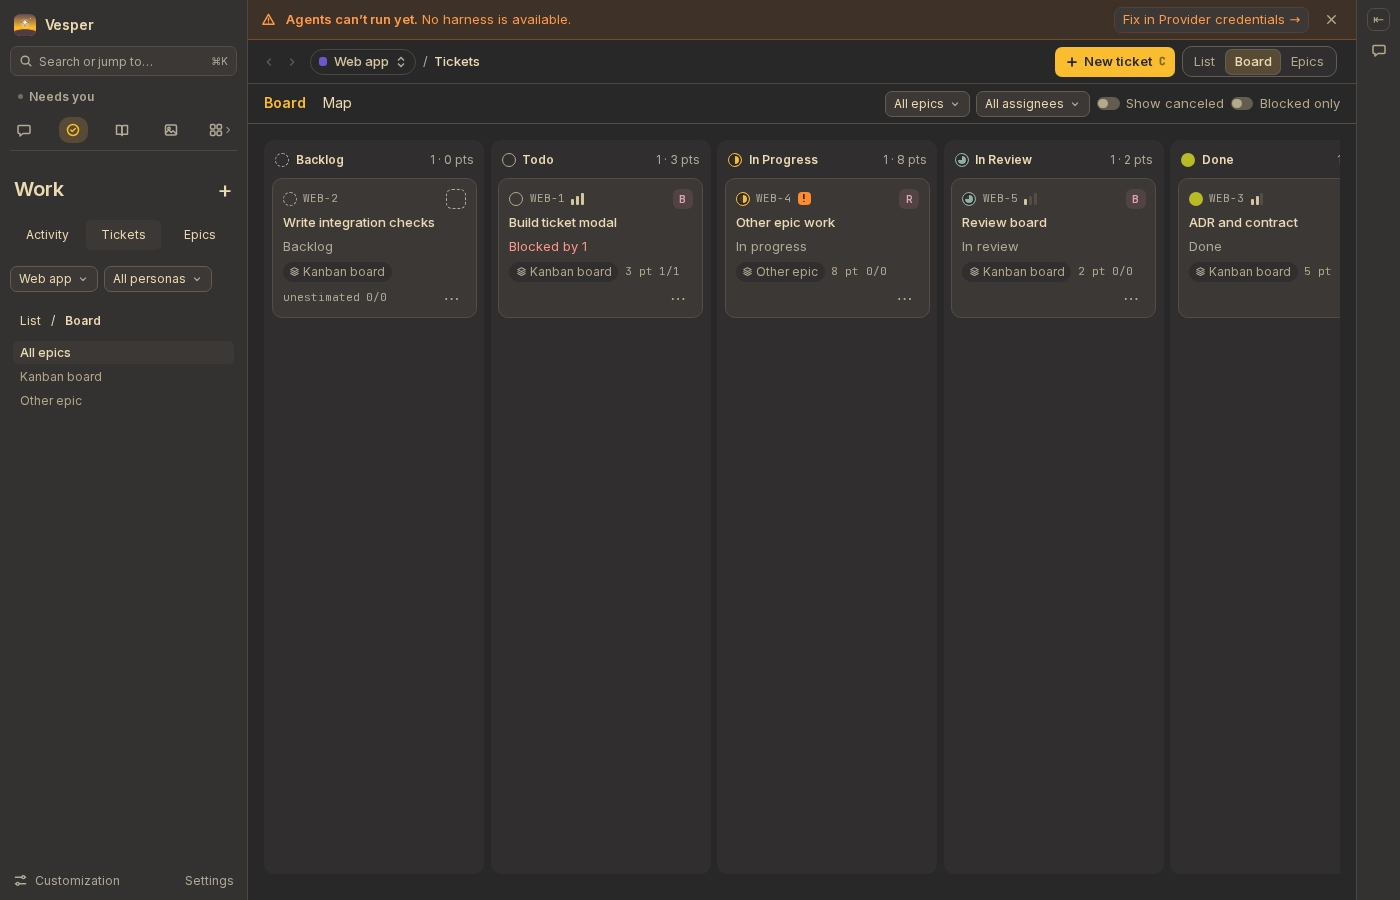 Vesper
Search or jump to… ⌘K
Needs you
Work
Activity Tickets Epics
Web app All personas
List / Board
All epics
Kanban board
Other epic
Customization Settings
Agents can’t run yet. No harness is available.
Fix in Provider credentials →
Web app / Tickets
New ticket C
List Board Epics
Board Map
All epics All assignees Show canceled Blocked only
Backlog 1 · 0 pts
WEB-2
Write integration checks
Backlog
Kanban board
unestimated 0/0
Todo 1 · 3 pts
WEB-1 B
Build ticket modal
Blocked by 1
Kanban board 3 pt 1/1
In Progress 1 · 8 pts
WEB-4 ! R
Other epic work
In progress
Other epic 8 pt 0/0
In Review 1 · 2 pts
WEB-5 B
Review board
In review
Kanban board 2 pt 0/0
Done
WEB-3
ADR and contract
Done
Kanban board 5 pt